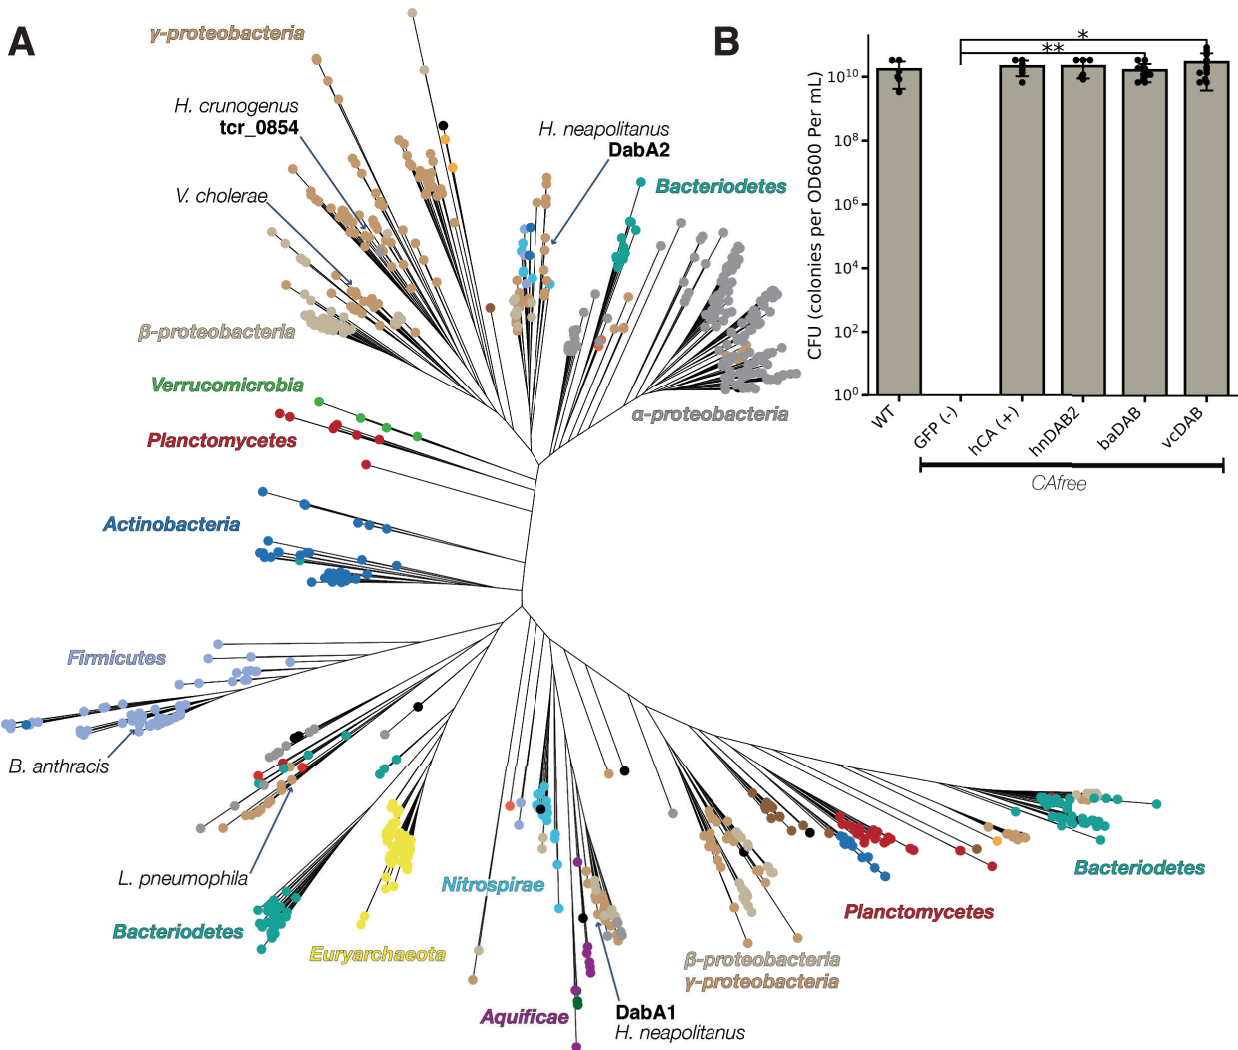 A
γ-proteobacteria
H. crunogenus
tcr_0854
V. cholerae
H. neapolitanus
DabA2
Bacteriodetes
β-proteobacteria
α-proteobacteria
Verrucomicrobia
Planctomycetes
Actinobacteria
Firmicutes
B. anthracis
L. pneumophila
Bacteriodetes
Euryarchaeota
Nitrospirae
Aquificae
DabA1
H. neapolitanus
β-proteobacteria
γ-proteobacteria
Planctomycetes
Bacteriodetes
B
*
**
CFU (colonies per OD600 Per mL)
10¹⁰
10⁸
10⁶
10⁴
10²
10⁰
WT
GFP (-)
hCA (+)
hnDAB2
baDAB
vcDAB
CAfree